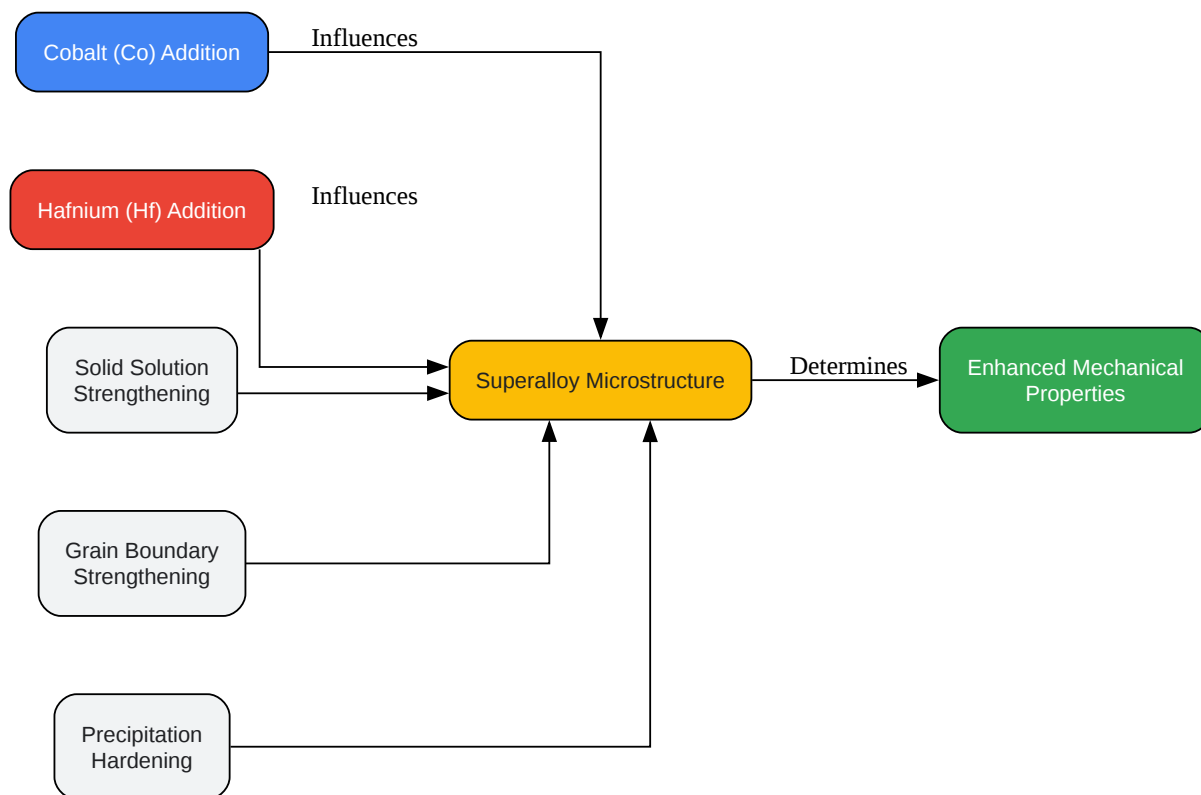 Cobalt (Co) Addition
Influences
Hafnium (Hf) Addition
Influences
Solid Solution
Strengthening
Superalloy Microstructure
Determines
Enhanced Mechanical
Properties
Grain Boundary
Strengthening
Precipitation
Hardening